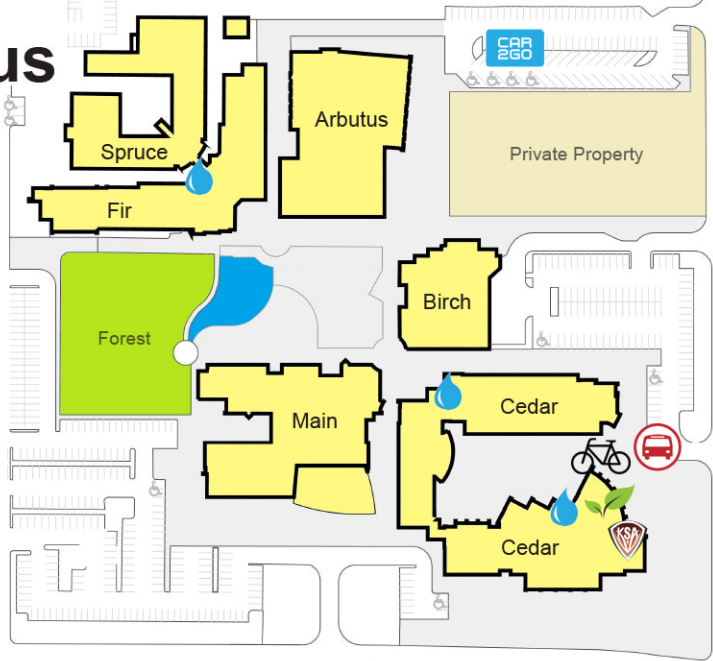 us
CAR
2GO
Arbutus
Spruce
Private Property
Fir
Birch
Forest
Cedar
Main
KSA
Cedar